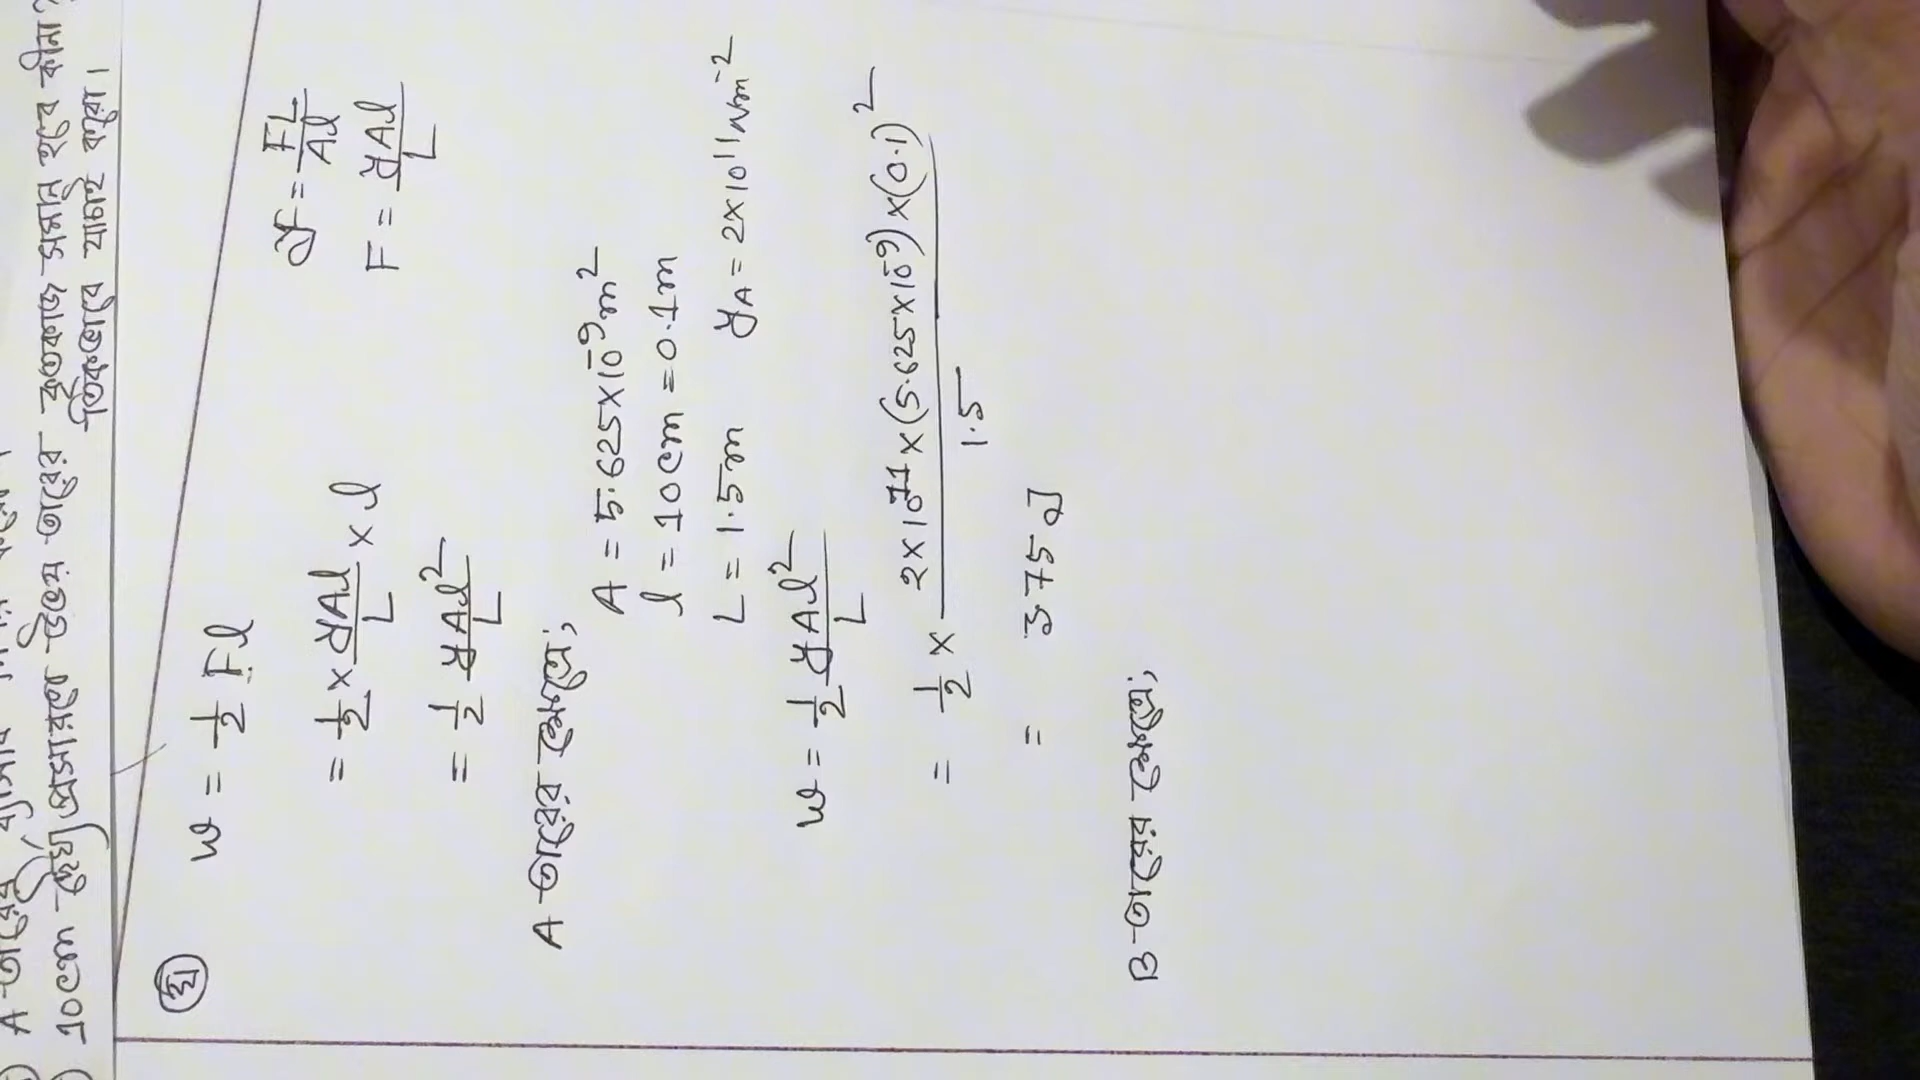 A তারের
10cm দৈর্ঘ্য প্রসারণে উভয় তারের কৃতকাজ সমান হবে কীনা?
যাচাই করো।
ঘ
W = 1/2 Fl
= 1/2 × YAl/L × l
= 1/2 YAl²/L
Y = FL/Al
F = YAl/L
A তারের ক্ষেত্রে;
A = 5.625×10⁻⁹ m²
l = 10cm = 0.1m
L = 1.5m Y_A = 2×10¹¹ Nm⁻²
W = 1/2 YAl²/L
= 1/2 × 2×10¹¹×(5.625×10⁻⁹)×(0.1)²/1.5
= 3.75 J
B-তারের ক্ষেত্রে;